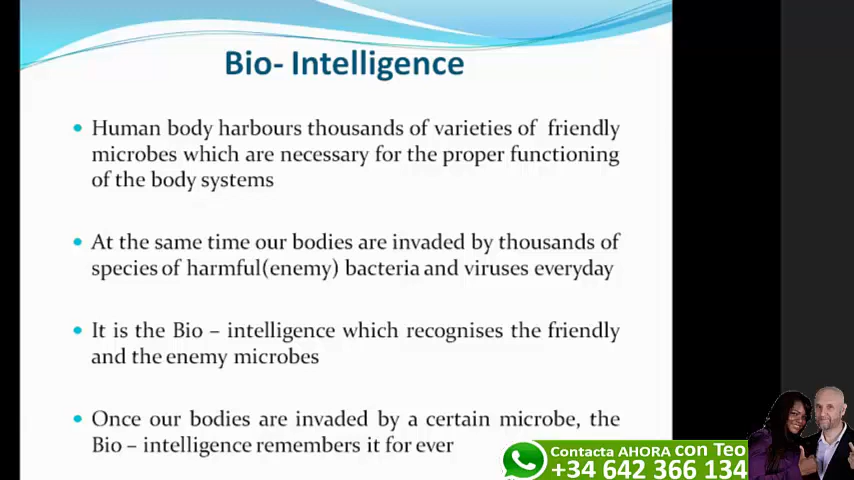 Bio- Intelligence
Human body harbours thousands of varieties of friendly
microbes which are necessary for the proper functioning
of the body systems
At the same time our bodies are invaded by thousands of
species of harmful(enemy) bacteria and viruses everyday
It is the Bio – intelligence which recognises the friendly
and the enemy microbes
Once our bodies are invaded by a certain microbe, the
Bio – intelligence remembers it for ever
Contacta AHORA con Teo
+34 642 366 134